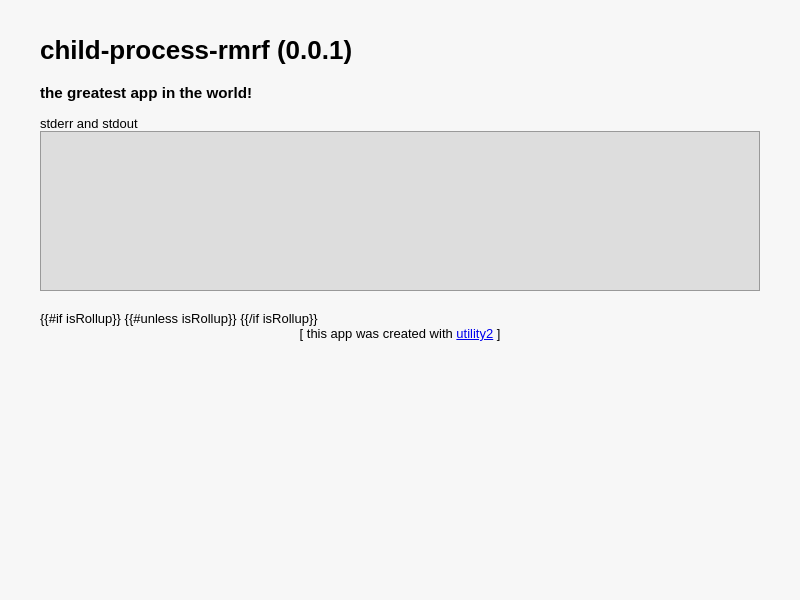 child-process-rmrf (0.0.1)
the greatest app in the world!
stderr and stdout
{{#if isRollup}} {{#unless isRollup}} {{/if isRollup}}
[ this app was created with utility2 ]